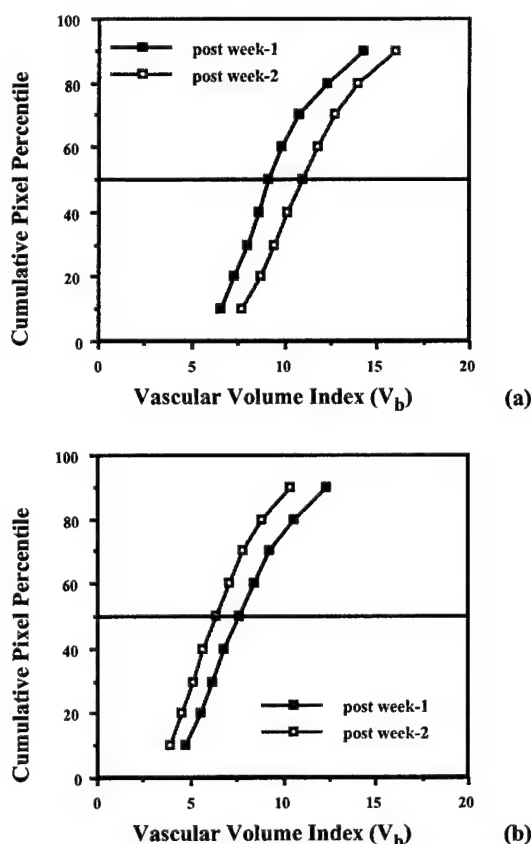 100
80
60
40
20
0
Cumulative Pixel Percentile
post week-1
post week-2
0 5 10 15 20
Vascular Volume Index (Vb) (a)
100
80
60
40
20
0
Cumulative Pixel Percentile
post week-1
post week-2
0 5 10 15 20
Vascular Volume Index (Vb) (b)